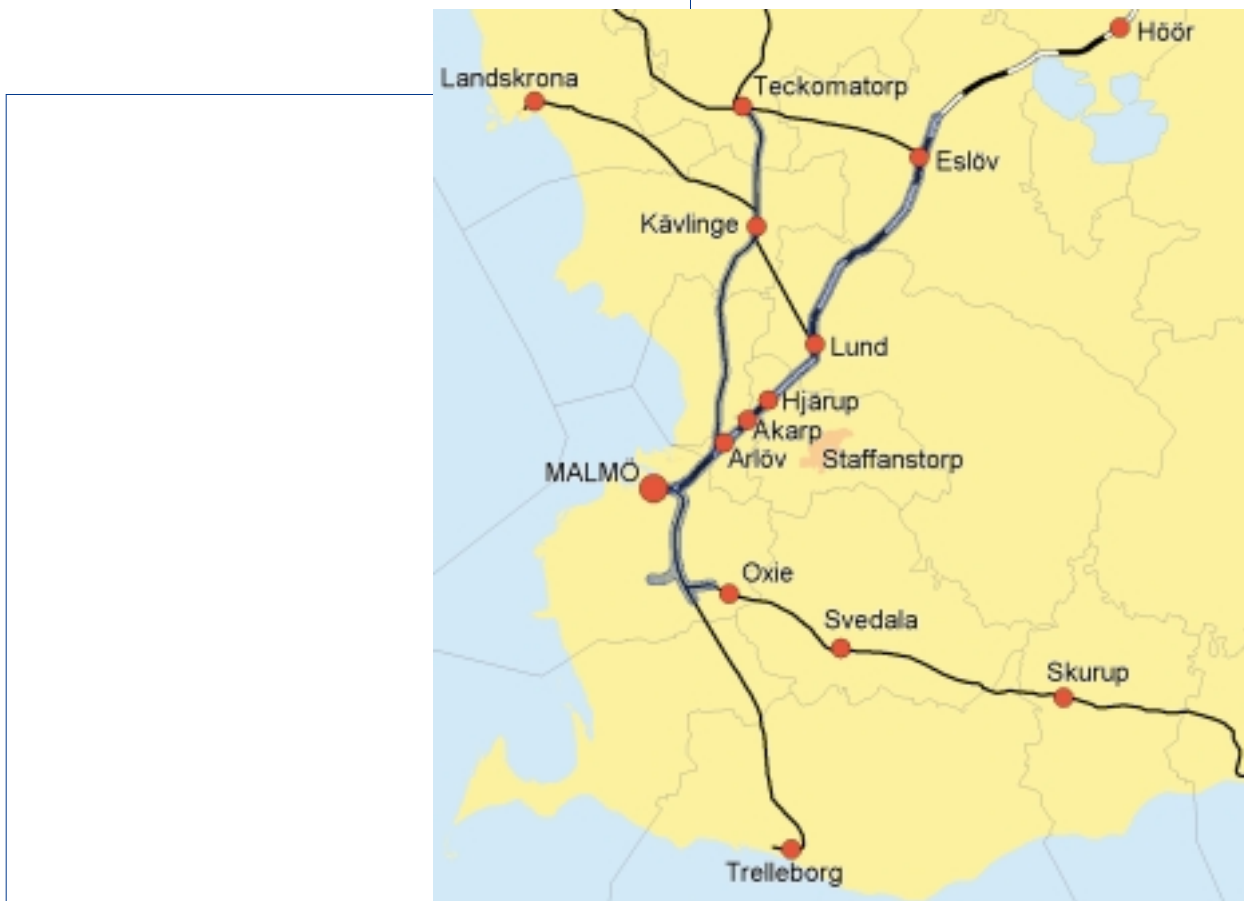 Höör
Landskrona
Teckomatorp
Eslöv
Kävlinge
Lund
Hjärup
Åkarp
Arlöv
Staffanstorp
MALMÖ
Oxie
Svedala
Skurup
Trelleborg